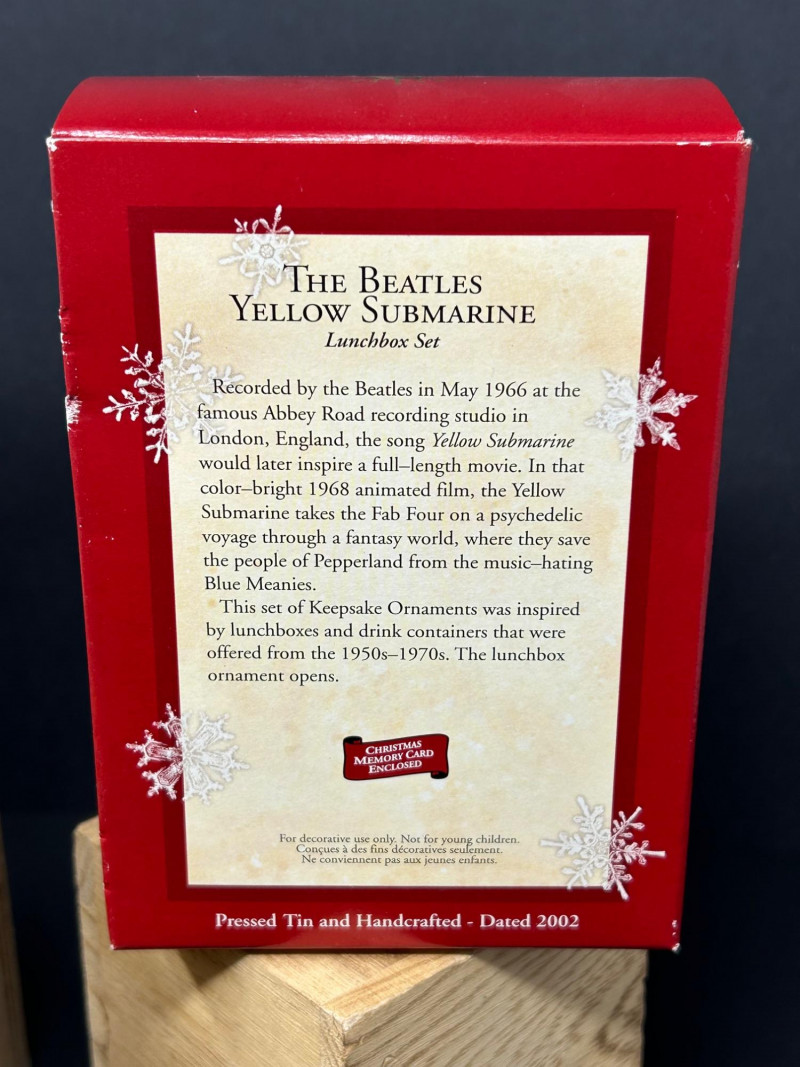 The Beatles
Yellow Submarine
Lunchbox Set
Recorded by the Beatles in May 1966 at the
famous Abbey Road recording studio in
London, England, the song Yellow Submarine
would later inspire a full–length movie. In that
color–bright 1968 animated film, the Yellow
Submarine takes the Fab Four on a psychedelic
voyage through a fantasy world, where they save
the people of Pepperland from the music–hating
Blue Meanies.
This set of Keepsake Ornaments was inspired
by lunchboxes and drink containers that were
offered from the 1950s–1970s. The lunchbox
ornament opens.
Christmas
Memory Card
Enclosed
For decorative use only. Not for young children.
Conçues à des fins décoratives seulement.
Ne conviennent pas aux jeunes enfants.
Pressed Tin and Handcrafted - Dated 2002